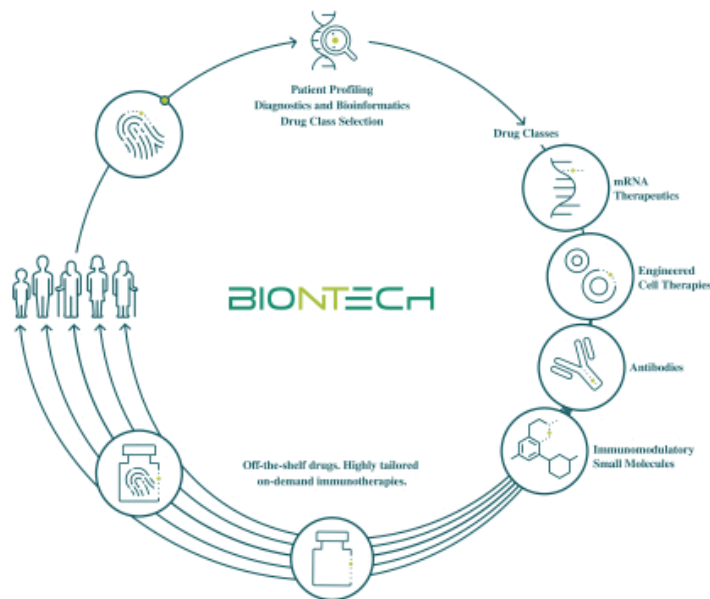 Patient Profiling
Diagnostics and Bioinformatics
Drug Class Selection
Drug Classes
mRNA
Therapeutics
Engineered
Cell Therapies
BIONTECH
Antibodies
Immunomodulatory
Small Molecules
Off-the-shelf drugs. Highly tailored
on-demand immunotherapies.